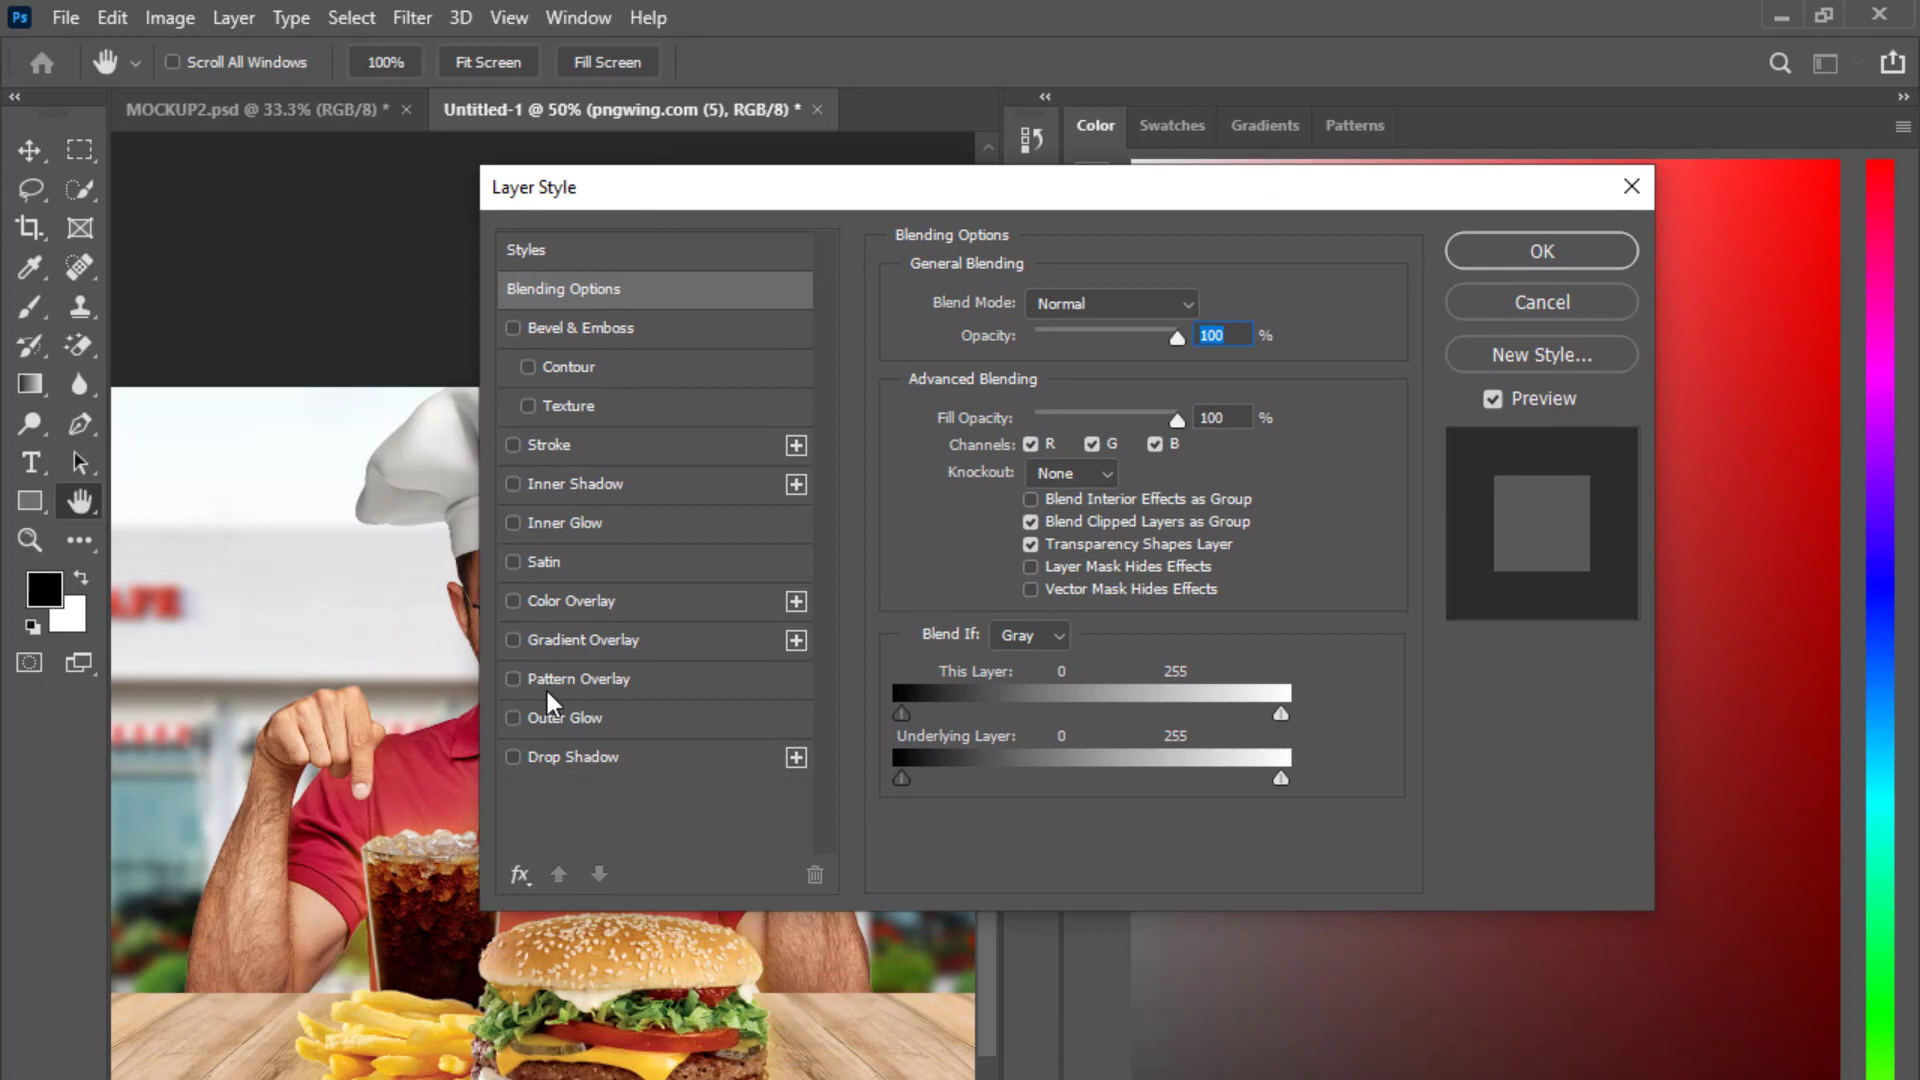 Ps File Edit Image Layer Type Select Filter 3D View Window Help
Scroll All Windows 100% Fit Screen Fill Screen
MOCKUP2.psd @ 33.3% (RGB/8) * Untitled-1 @ 50% (pngwing.com (5), RGB/8) *
Color Swatches Gradients Patterns
Layer Style
Styles
Blending Options
Bevel & Emboss
Contour
Texture
Stroke
Inner Shadow
Inner Glow
Satin
Color Overlay
Gradient Overlay
Pattern Overlay
Outer Glow
Drop Shadow
fx
Blending Options
General Blending
Blend Mode: Normal
Opacity: 100 %
Advanced Blending
Fill Opacity: 100 %
Channels: R G B
Knockout: None
Blend Interior Effects as Group
Blend Clipped Layers as Group
Transparency Shapes Layer
Layer Mask Hides Effects
Vector Mask Hides Effects
Blend If: Gray
This Layer: 0 255
Underlying Layer: 0 255
OK
Cancel
New Style...
Preview